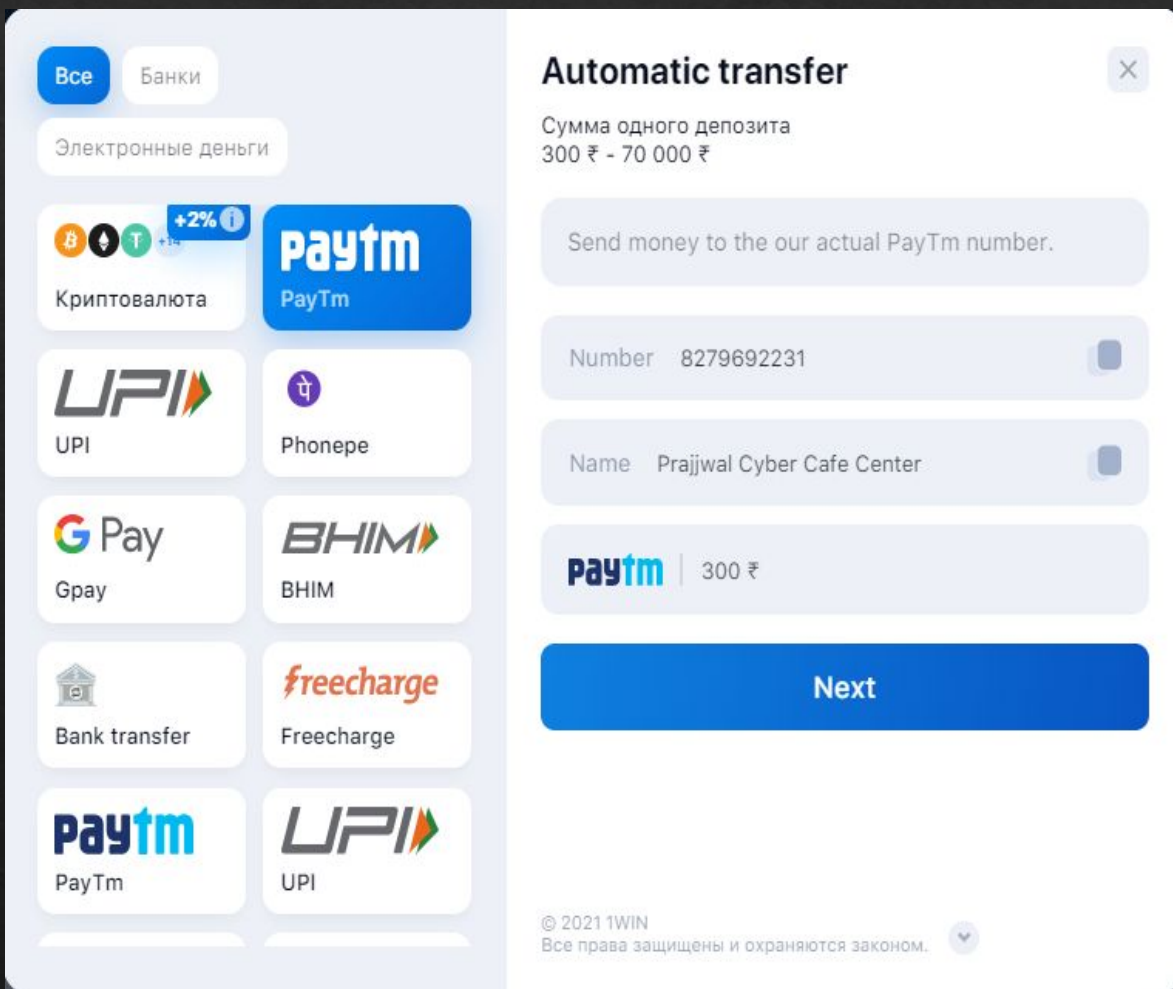 Все
Банки
Электронные деньги
+2% i
+14
Криптовалюта
paytm
PayTm
UPI
UPI
पे
Phonepe
G Pay
Gpay
BHIM
BHIM
Bank transfer
freecharge
Freecharge
paytm
PayTm
UPI
UPI
Automatic transfer
Сумма одного депозита
300 ₹ - 70 000 ₹
Send money to the our actual PayTm number.
Number 8279692231
Name Prajjwal Cyber Cafe Center
paytm 300 ₹
Next
© 2021 1WIN
Все права защищены и охраняются законом.